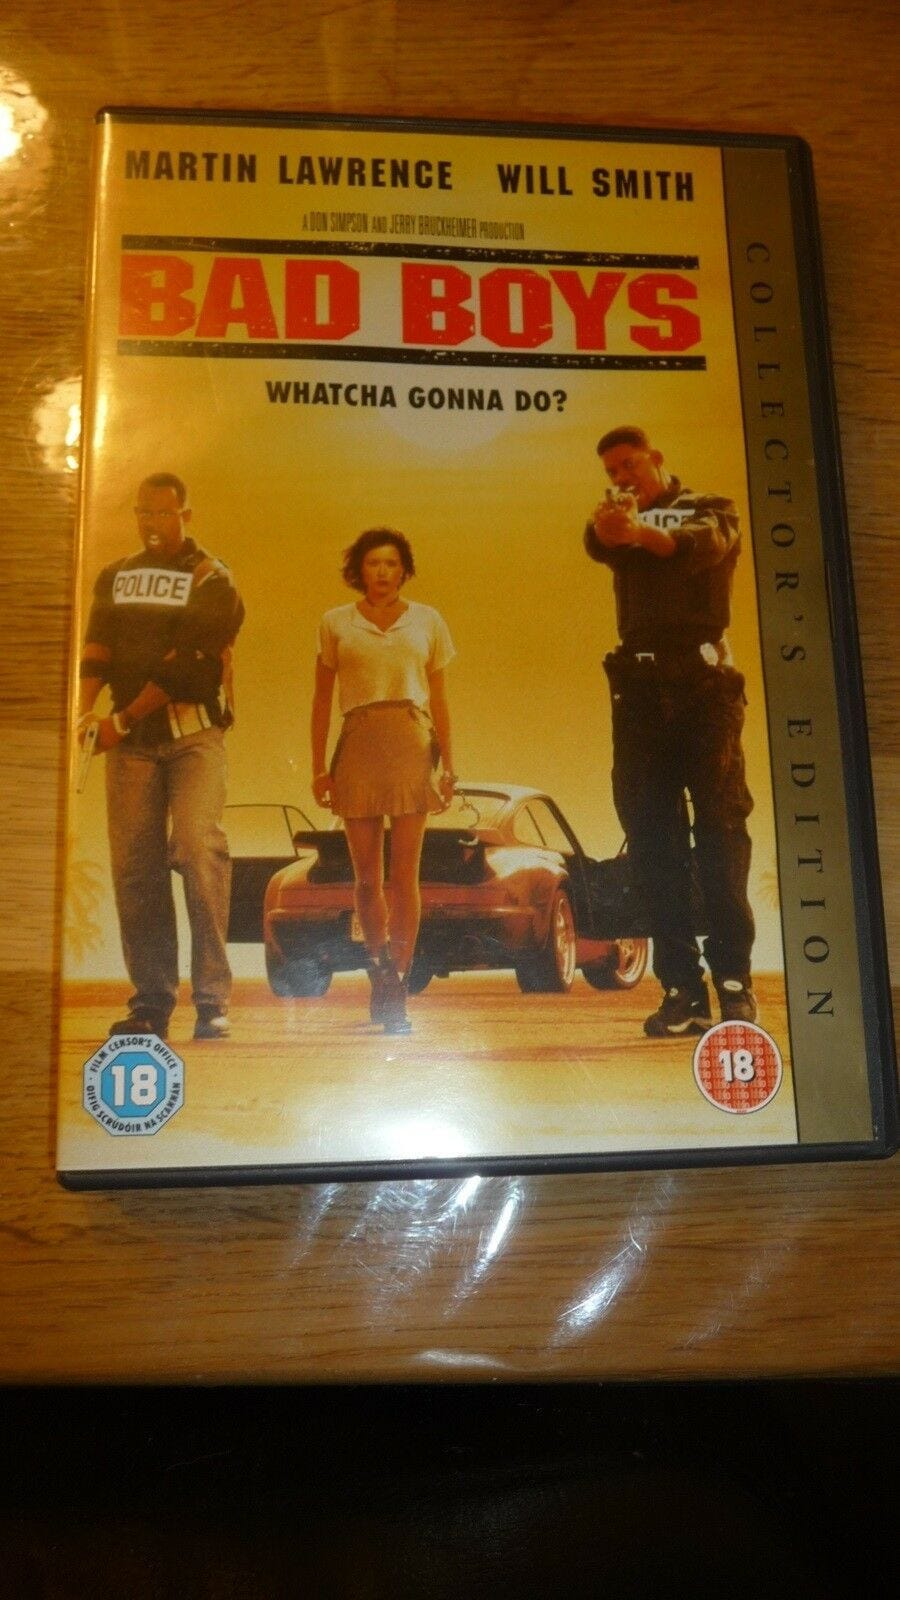 MARTIN LAWRENCE WILL SMITH
A DON SIMPSON AND JERRY BRUCKHEIMER PRODUCTION
BAD BOYS
WHATCHA GONNA DO?
COLLECTOR'S EDITION
POLICE
LICE
FILM CENSOR'S OFFICE
18
OIFIG SCRÚDÓIR NA SCANNÁN
18